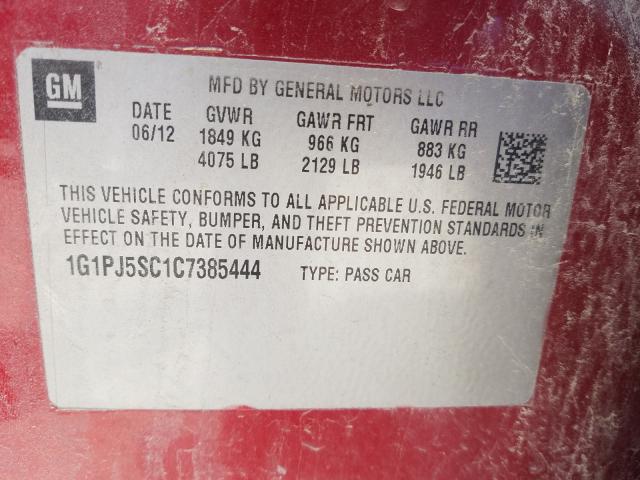 GM
MFD BY GENERAL MOTORS LLC
DATE GVWR GAWR FRT GAWR RR
06/12 1849 KG 966 KG 883 KG
4075 LB 2129 LB 1946 LB
THIS VEHICLE CONFORMS TO ALL APPLICABLE U.S. FEDERAL MOTOR
VEHICLE SAFETY, BUMPER, AND THEFT PREVENTION STANDARDS IN
EFFECT ON THE DATE OF MANUFACTURE SHOWN ABOVE.
1G1PJ5SC1C7385444 TYPE: PASS CAR